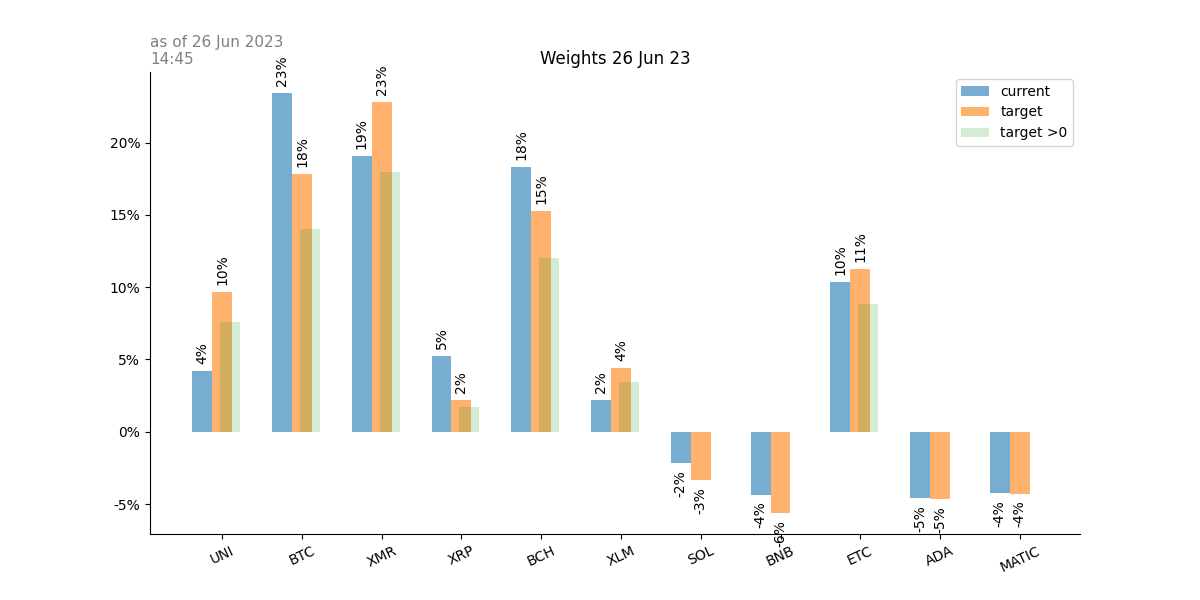 as of 26 Jun 2023
14:45
Weights 26 Jun 23
current
target
target >0
20%
15%
10%
5%
0%
-5%
4%
10%
23%
18%
19%
23%
5%
2%
18%
15%
2%
4%
-2%
-3%
-4%
-6%
10%
11%
-5%
-5%
-4%
-4%
UNI
BTC
XMR
XRP
BCH
XLM
SOL
BNB
ETC
ADA
MATIC